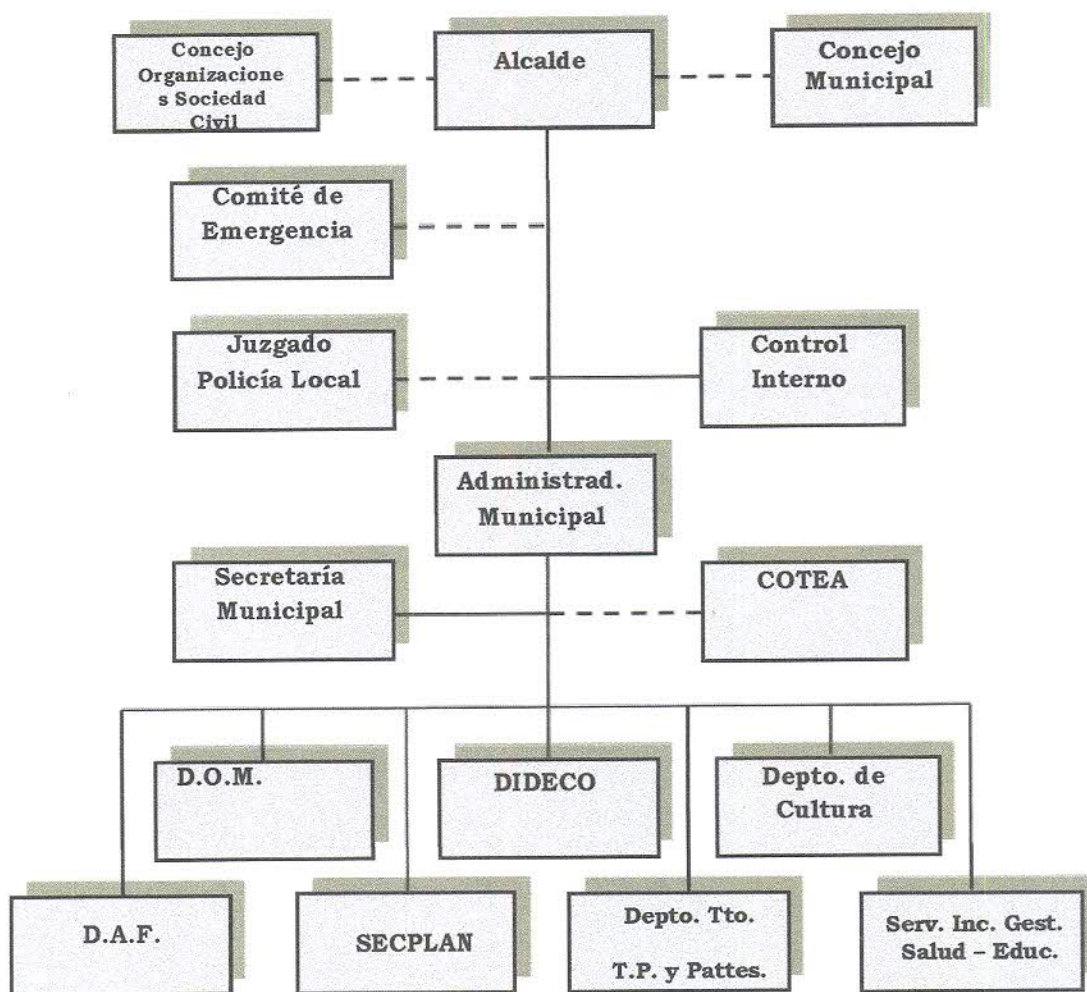 Concejo
Organizacione
s Sociedad
Civil
Alcalde
Concejo
Municipal
Comité de
Emergencia
Juzgado
Policía Local
Control
Interno
Administrad.
Municipal
Secretaría
Municipal
COTEA
D.O.M.
DIDECO
Depto. de
Cultura
D.A.F.
SECPLAN
Depto. Tto.
T.P. y Pattes.
Serv. Inc. Gest.
Salud – Educ.